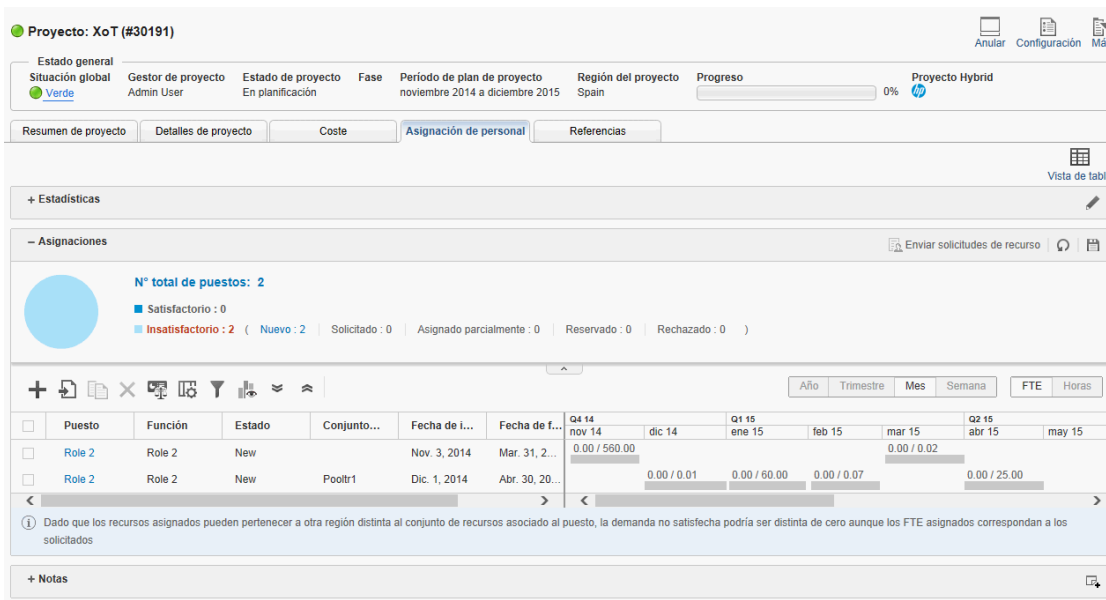 Proyecto: XoT (#30191)
Anular Configuración Má
Estado general
Situación global Gestor de proyecto Estado de proyecto Fase Período de plan de proyecto Región del proyecto Progreso Proyecto Hybrid
Verde Admin User En planificación noviembre 2014 a diciembre 2015 Spain 0% hp
Resumen de proyecto Detalles de proyecto Coste Asignación de personal Referencias
Vista de tabl
+ Estadísticas
– Asignaciones Enviar solicitudes de recurso
N° total de puestos: 2
Satisfactorio : 0
Insatisfactorio : 2 ( Nuevo : 2 Solicitado : 0 Asignado parcialmente : 0 Reservado : 0 Rechazado : 0 )
Año Trimestre Mes Semana FTE Horas
Q4 14 Q1 15 Q2 15
Puesto Función Estado Conjunto... Fecha de i... Fecha de f... nov 14 dic 14 ene 15 feb 15 mar 15 abr 15 may 15
Role 2 Role 2 New Nov. 3, 2014 Mar. 31, 2... 0.00 / 560.00 0.00 / 0.02
Role 2 Role 2 New Pooltr1 Dic. 1, 2014 Abr. 30, 20... 0.00 / 0.01 0.00 / 60.00 0.00 / 0.07 0.00 / 25.00
Dado que los recursos asignados pueden pertenecer a otra región distinta al conjunto de recursos asociado al puesto, la demanda no satisfecha podría ser distinta de cero aunque los FTE asignados correspondan a los
solicitados
+ Notas